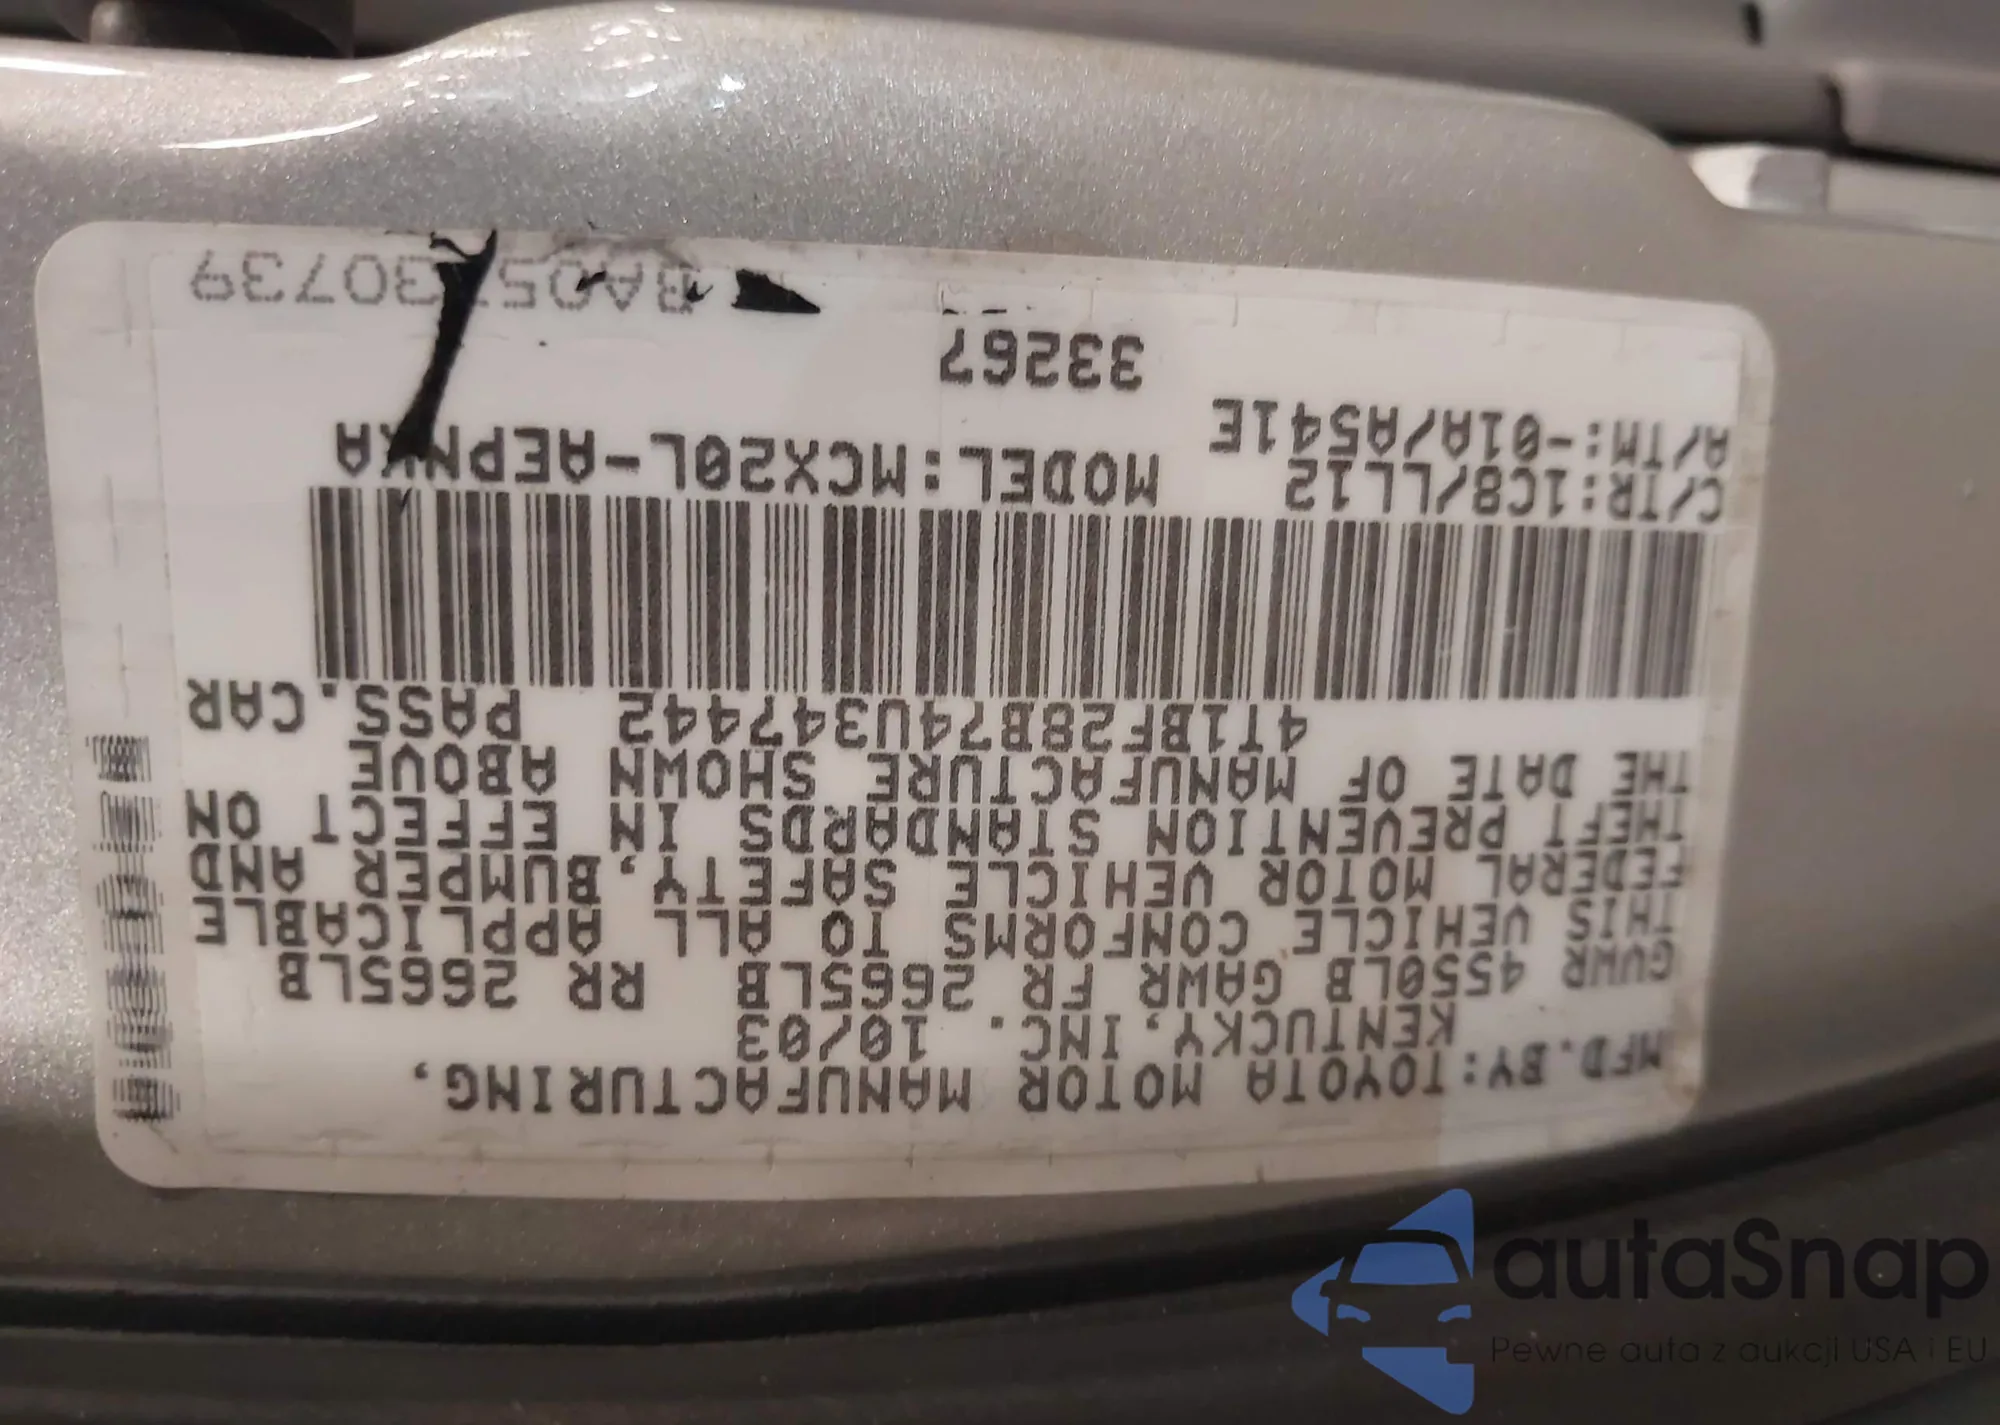 MFD.BY:TOYOTA MOTOR MANUFACTURING,
KENTUCKY,INC. 10/03
GVWR 4550LB GAWR FR 2665LB RR 2665LB
THIS VEHICLE CONFORMS TO ALL APPLICABLE
FEDERAL MOTOR VEHICLE SAFETY,BUMPER AND
THEFT PREVENTION STANDARDS IN EFFECT ON
THE DATE OF MANUFACTURE SHOWN ABOVE
4T1BF28B74U347442 PASS. CAR
C/TR:1C8/LL12 MODEL:MCX20L-AEPNKA
A/TM:-01A/A541E
33267
autaSnap
Pewne auta z aukcji USA i EU